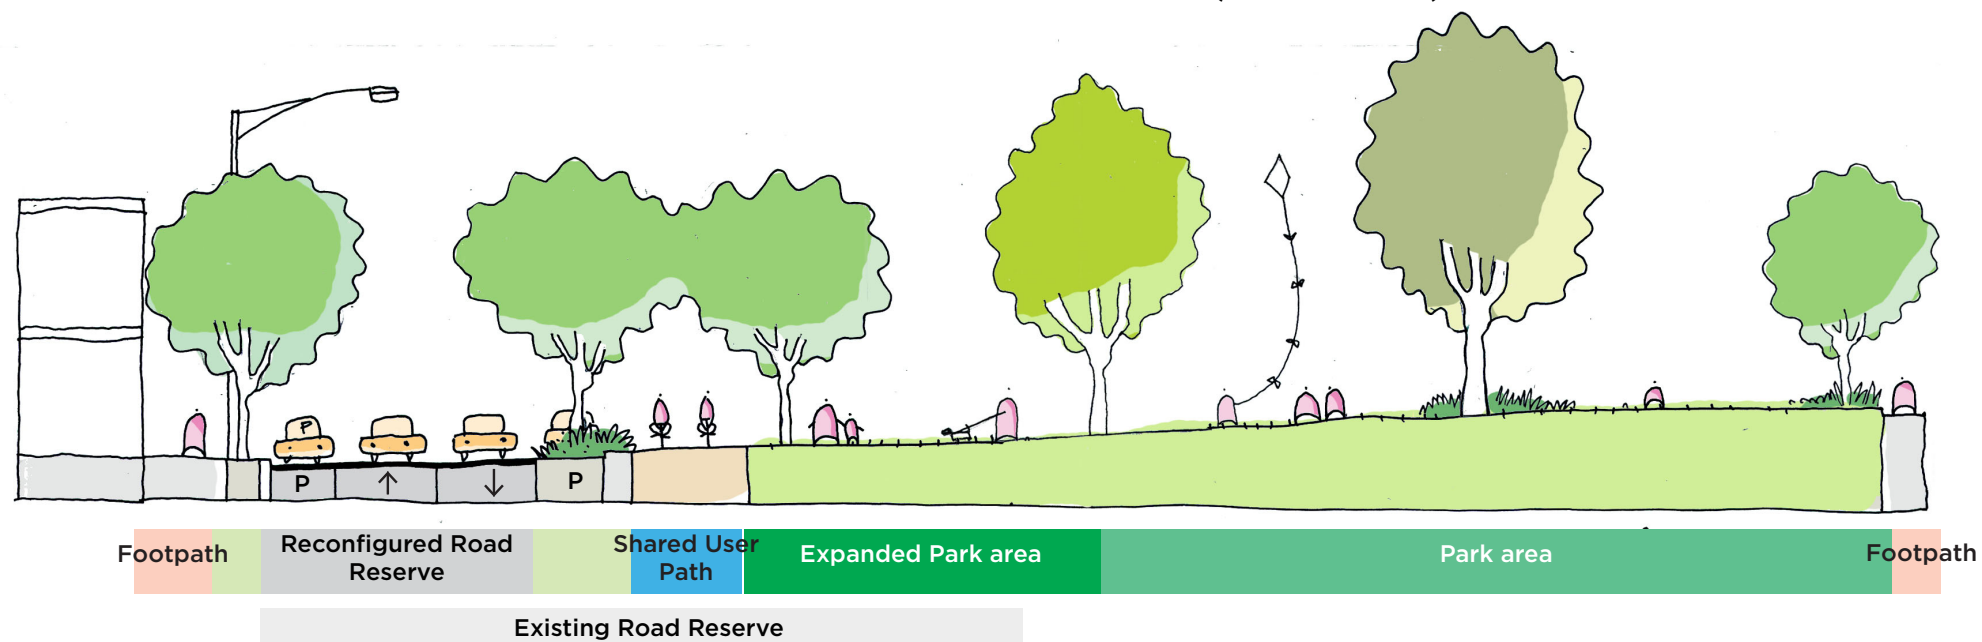 P
P
↑
↓
P
Footpath
Reconfigured Road
Reserve
Shared User
Path
Expanded Park area
Park area
Footpath
Existing Road Reserve